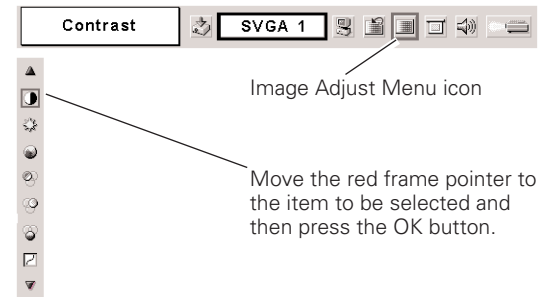 Contrast
SVGA 1
Image Adjust Menu icon
Move the red frame pointer to
the item to be selected and
then press the OK button.